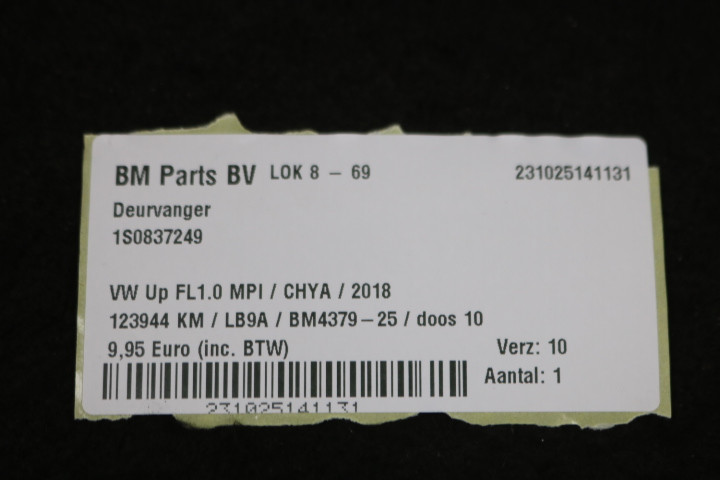 BM Parts BV LOK 8 - 69 231025141131
Deurvanger
1S0837249
VW Up FL1.0 MPI / CHYA / 2018
123944 KM / LB9A / BM4379-25 / doos 10
9,95 Euro (inc. BTW) Verz: 10
Aantal: 1
231025141131